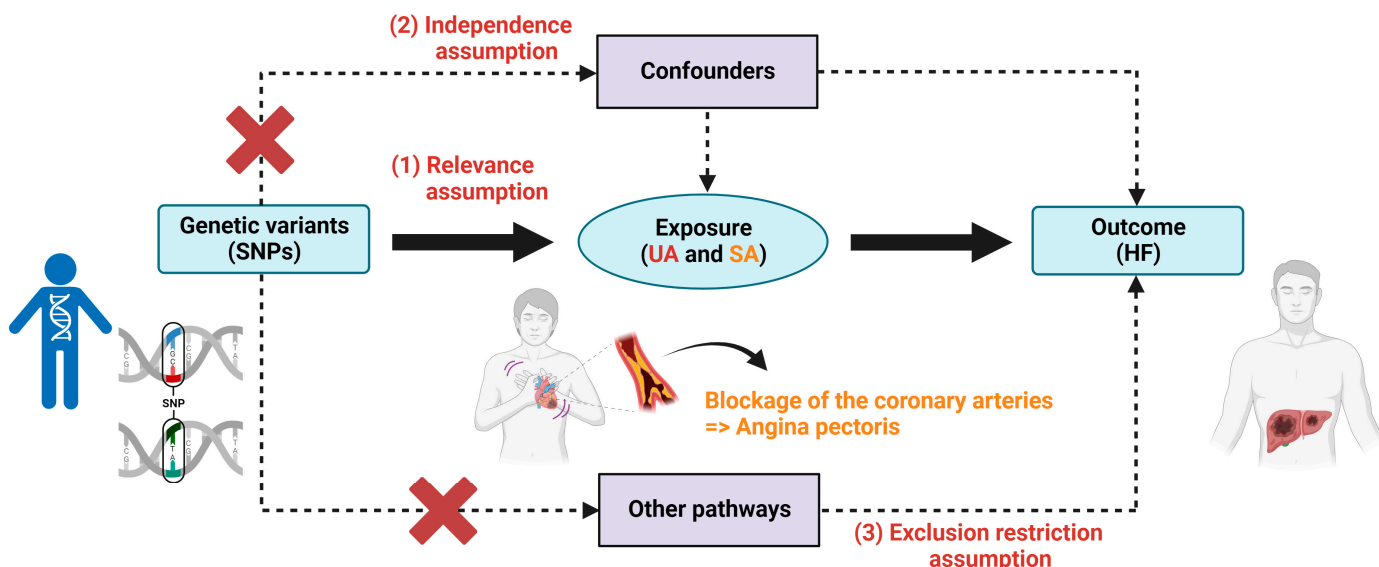 (2) Independence
assumption
Confounders
(1) Relevance
assumption
Genetic variants
(SNPs)
Exposure
(UA and SA)
Outcome
(HF)
SNP
Blockage of the coronary arteries
=> Angina pectoris
Other pathways
(3) Exclusion restriction
assumption